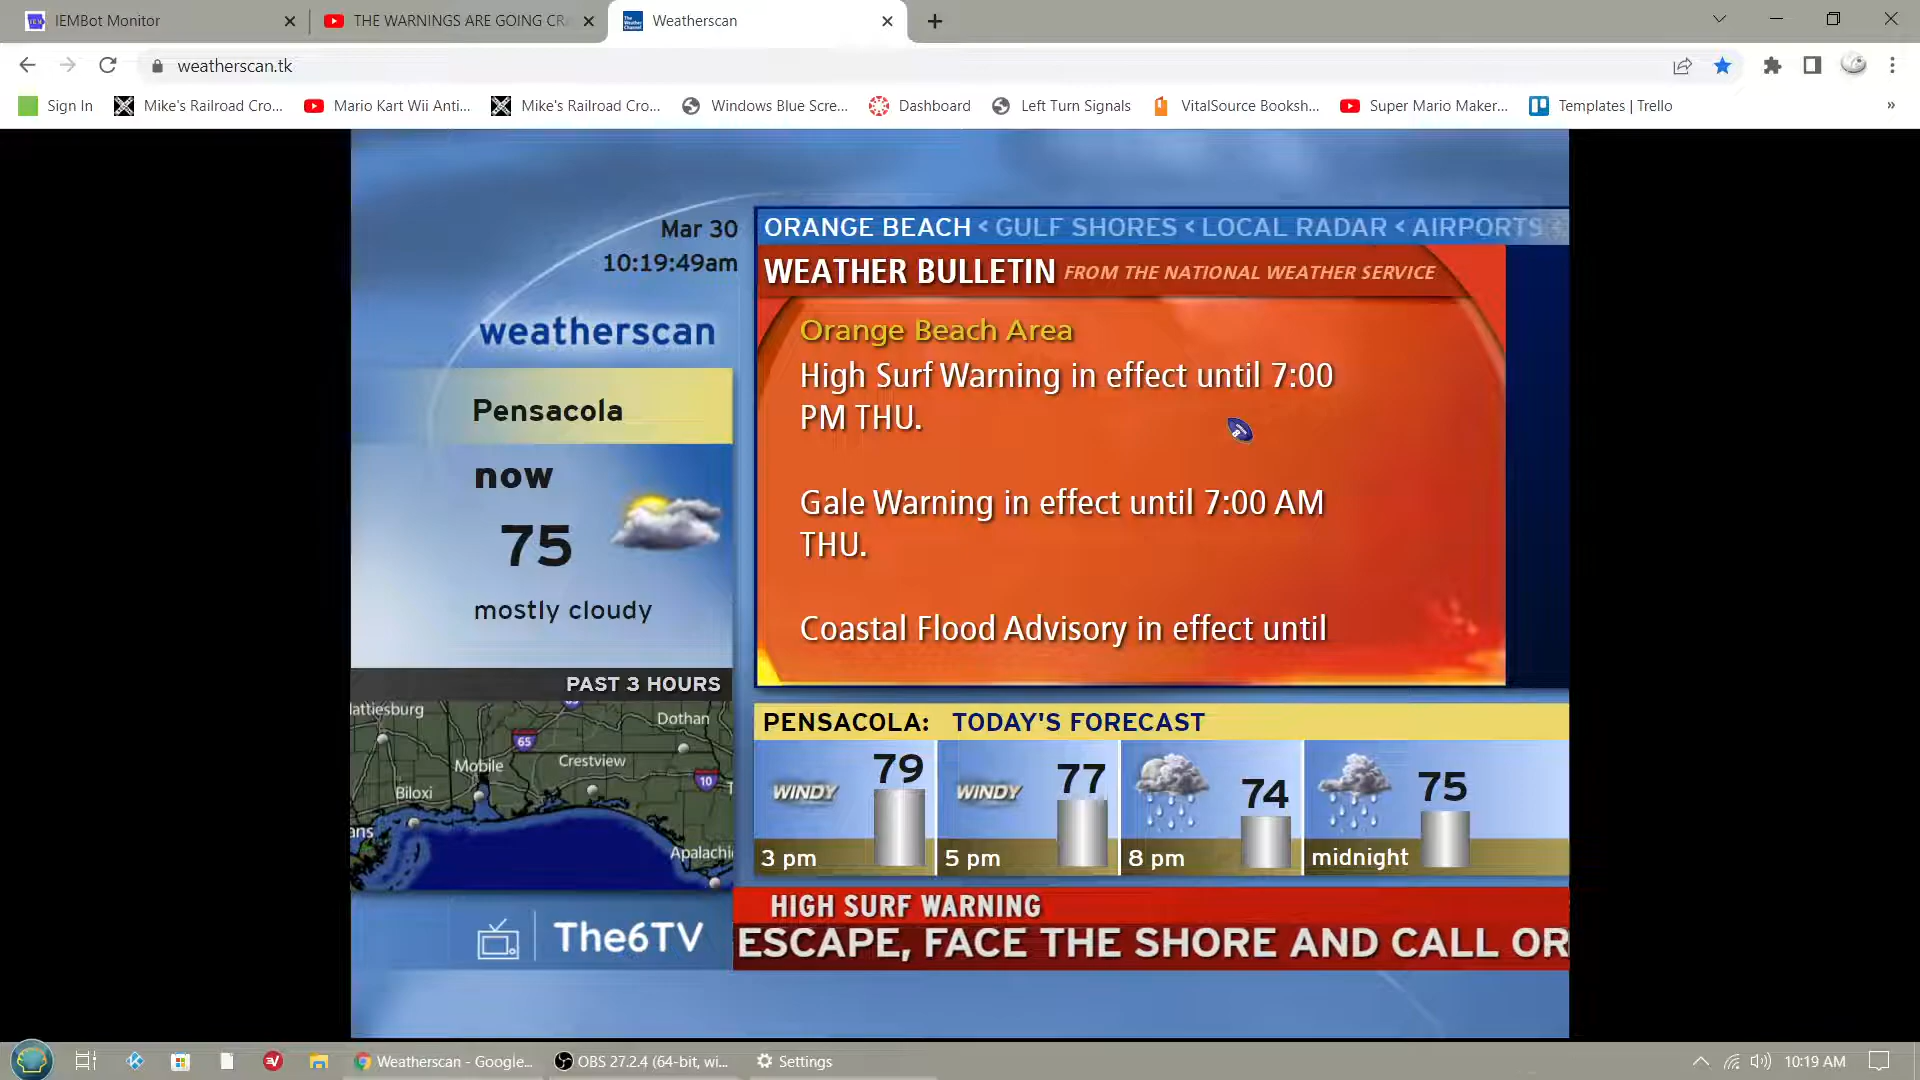 IEMBot Monitor
THE WARNINGS ARE GOING CR
Weatherscan
weatherscan.tk
Sign In
Mike's Railroad Cro...
Mario Kart Wii Anti...
Mike's Railroad Cro...
Windows Blue Scre...
Dashboard
Left Turn Signals
VitalSource Booksh...
Super Mario Maker...
Templates | Trello
»
Mar 30
10:19:49am
weatherscan
Pensacola
now
75
mostly cloudy
PAST 3 HOURS
lattiesburg
Dothan
65
Mobile
Crestview
10
Biloxi
ans
Apalachi
The6TV
ORANGE BEACH < GULF SHORES < LOCAL RADAR < AIRPORTS
WEATHER BULLETIN FROM THE NATIONAL WEATHER SERVICE
Orange Beach Area
High Surf Warning in effect until 7:00
PM THU.
Gale Warning in effect until 7:00 AM
THU.
Coastal Flood Advisory in effect until
PENSACOLA: TODAY'S FORECAST
WINDY 79
3 pm
WINDY 77
5 pm
74
8 pm
75
midnight
HIGH SURF WARNING
ESCAPE, FACE THE SHORE AND CALL OR
Weatherscan - Google...
OBS 27.2.4 (64-bit, wi...
Settings
10:19 AM